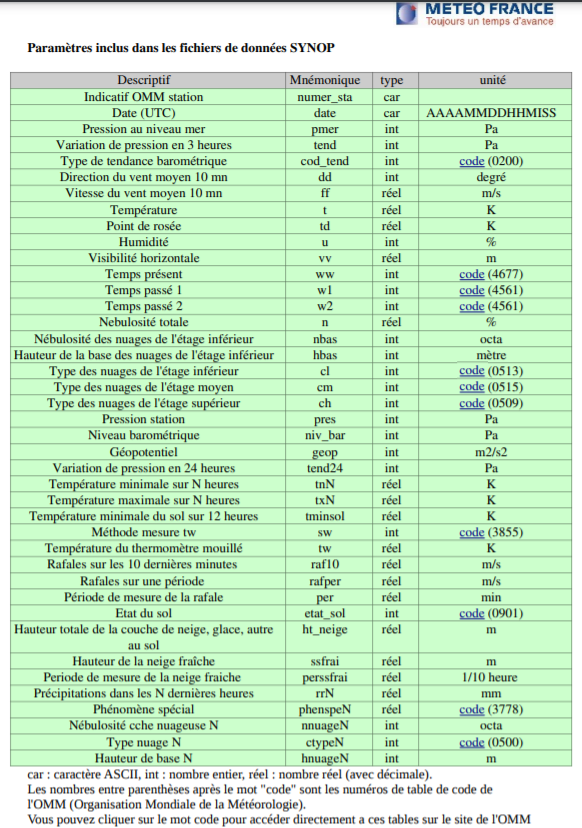 METEO FRANCE
Toujours un temps d'avance
Paramètres inclus dans les fichiers de données SYNOP
Descriptif Mnémonique type unité
Indicatif OMM station numer_sta car
Date (UTC) date car AAAAMMDDHHMISS
Pression au niveau mer pmer int Pa
Variation de pression en 3 heures tend int Pa
Type de tendance barométrique cod_tend int code (0200)
Direction du vent moyen 10 mn dd int degré
Vitesse du vent moyen 10 mn ff réel m/s
Température t réel K
Point de rosée td réel K
Humidité u int %
Visibilité horizontale vv réel m
Temps présent ww int code (4677)
Temps passé 1 w1 int code (4561)
Temps passé 2 w2 int code (4561)
Nebulosité totale n réel %
Nébulosité des nuages de l'étage inférieur nbas int octa
Hauteur de la base des nuages de l'étage inférieur hbas int mètre
Type des nuages de l'étage inférieur cl int code (0513)
Type des nuages de l'étage moyen cm int code (0515)
Type des nuages de l'étage supérieur ch int code (0509)
Pression station pres int Pa
Niveau barométrique niv_bar int Pa
Géopotentiel geop int m2/s2
Variation de pression en 24 heures tend24 int Pa
Température minimale sur N heures tnN réel K
Température maximale sur N heures txN réel K
Température minimale du sol sur 12 heures tminsol réel K
Méthode mesure tw sw int code (3855)
Température du thermomètre mouillé tw réel K
Rafales sur les 10 dernières minutes raf10 réel m/s
Rafales sur une période rafper réel m/s
Période de mesure de la rafale per réel min
Etat du sol etat_sol int code (0901)
Hauteur totale de la couche de neige, glace, autre ht_neige réel m
au sol
Hauteur de la neige fraîche ssfrai réel m
Periode de mesure de la neige fraiche perssfrai réel 1/10 heure
Précipitations dans les N dernières heures rrN réel mm
Phénomène spécial phenspeN réel code (3778)
Nébulosité cche nuageuse N nnuageN int octa
Type nuage N ctypeN int code (0500)
Hauteur de base N hnuageN int m
car : caractère ASCII, int : nombre entier, réel : nombre réel (avec décimale).
Les nombres entre parenthèses après le mot "code" sont les numéros de table de code de
l'OMM (Organisation Mondiale de la Météorologie).
Vous pouvez cliquer sur le mot code pour accéder directement a ces tables sur le site de l'OMM